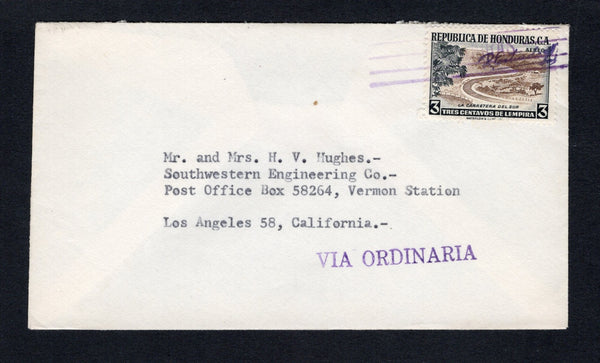 REPUBLICA DE HONDURAS, C.A.
AEREO
LA CARRETERA DEL SUR
3 TRES CENTAVOS DE LEMPIRA 3
Mr. and Mrs. H. V. Hughes.-
Southwestern Engineering Co.-
Post Office Box 58264, Vermon Station
Los Angeles 58, California.-
VIA ORDINARIA